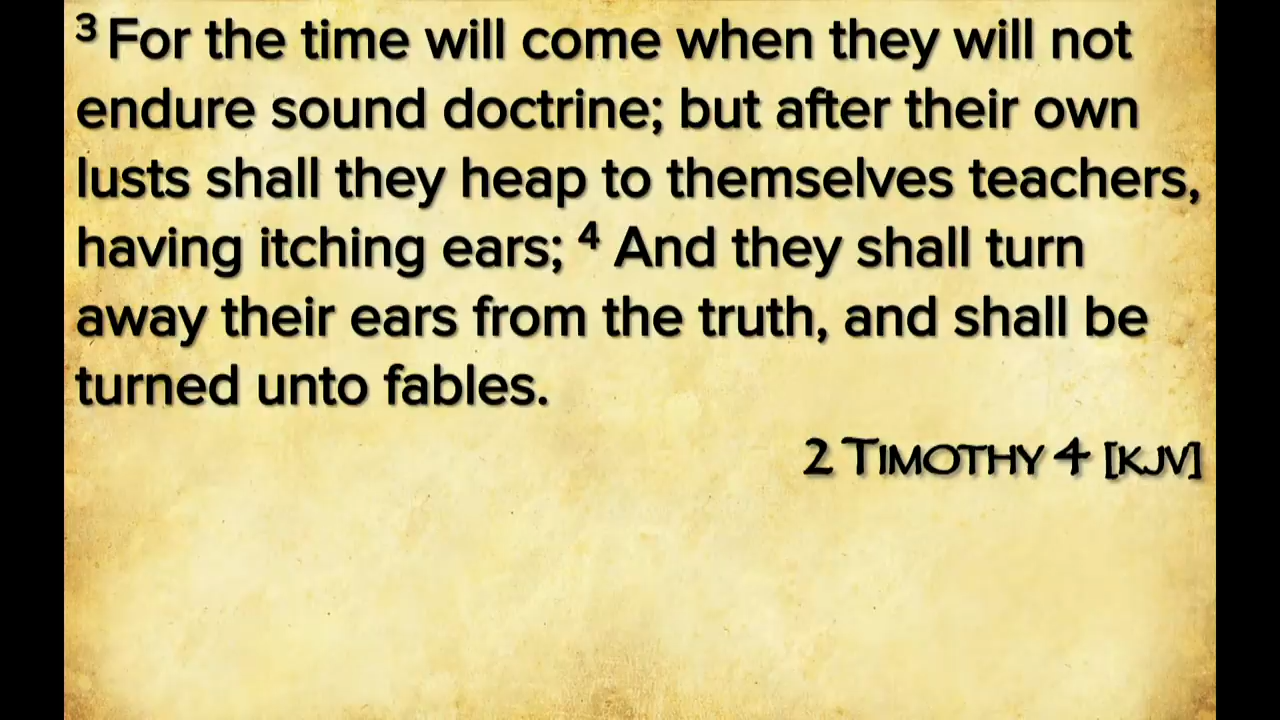 ³ For the time will come when they will not
endure sound doctrine; but after their own
lusts shall they heap to themselves teachers,
having itching ears; ⁴ And they shall turn
away their ears from the truth, and shall be
turned unto fables.
2 Timothy 4 [KJV]